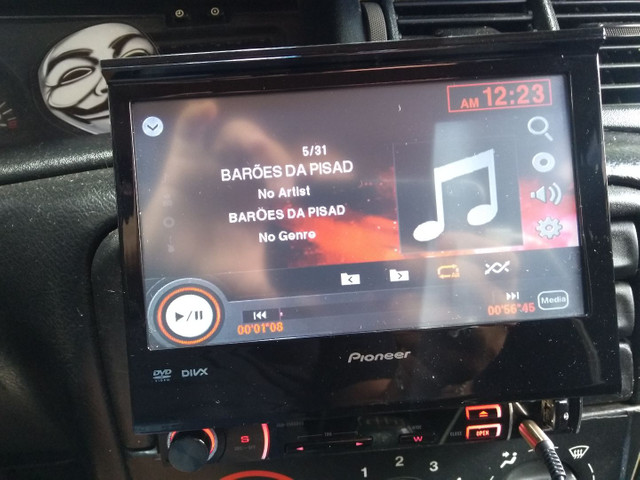 AM 12:23
5/31
BARÕES DA PISAD
No Artist
BARÕES DA PISAD
No Genre
00'01"08
00'56"45
Media
Pioneer
DVD
DIVX
S
W
OPEN
1 2 3